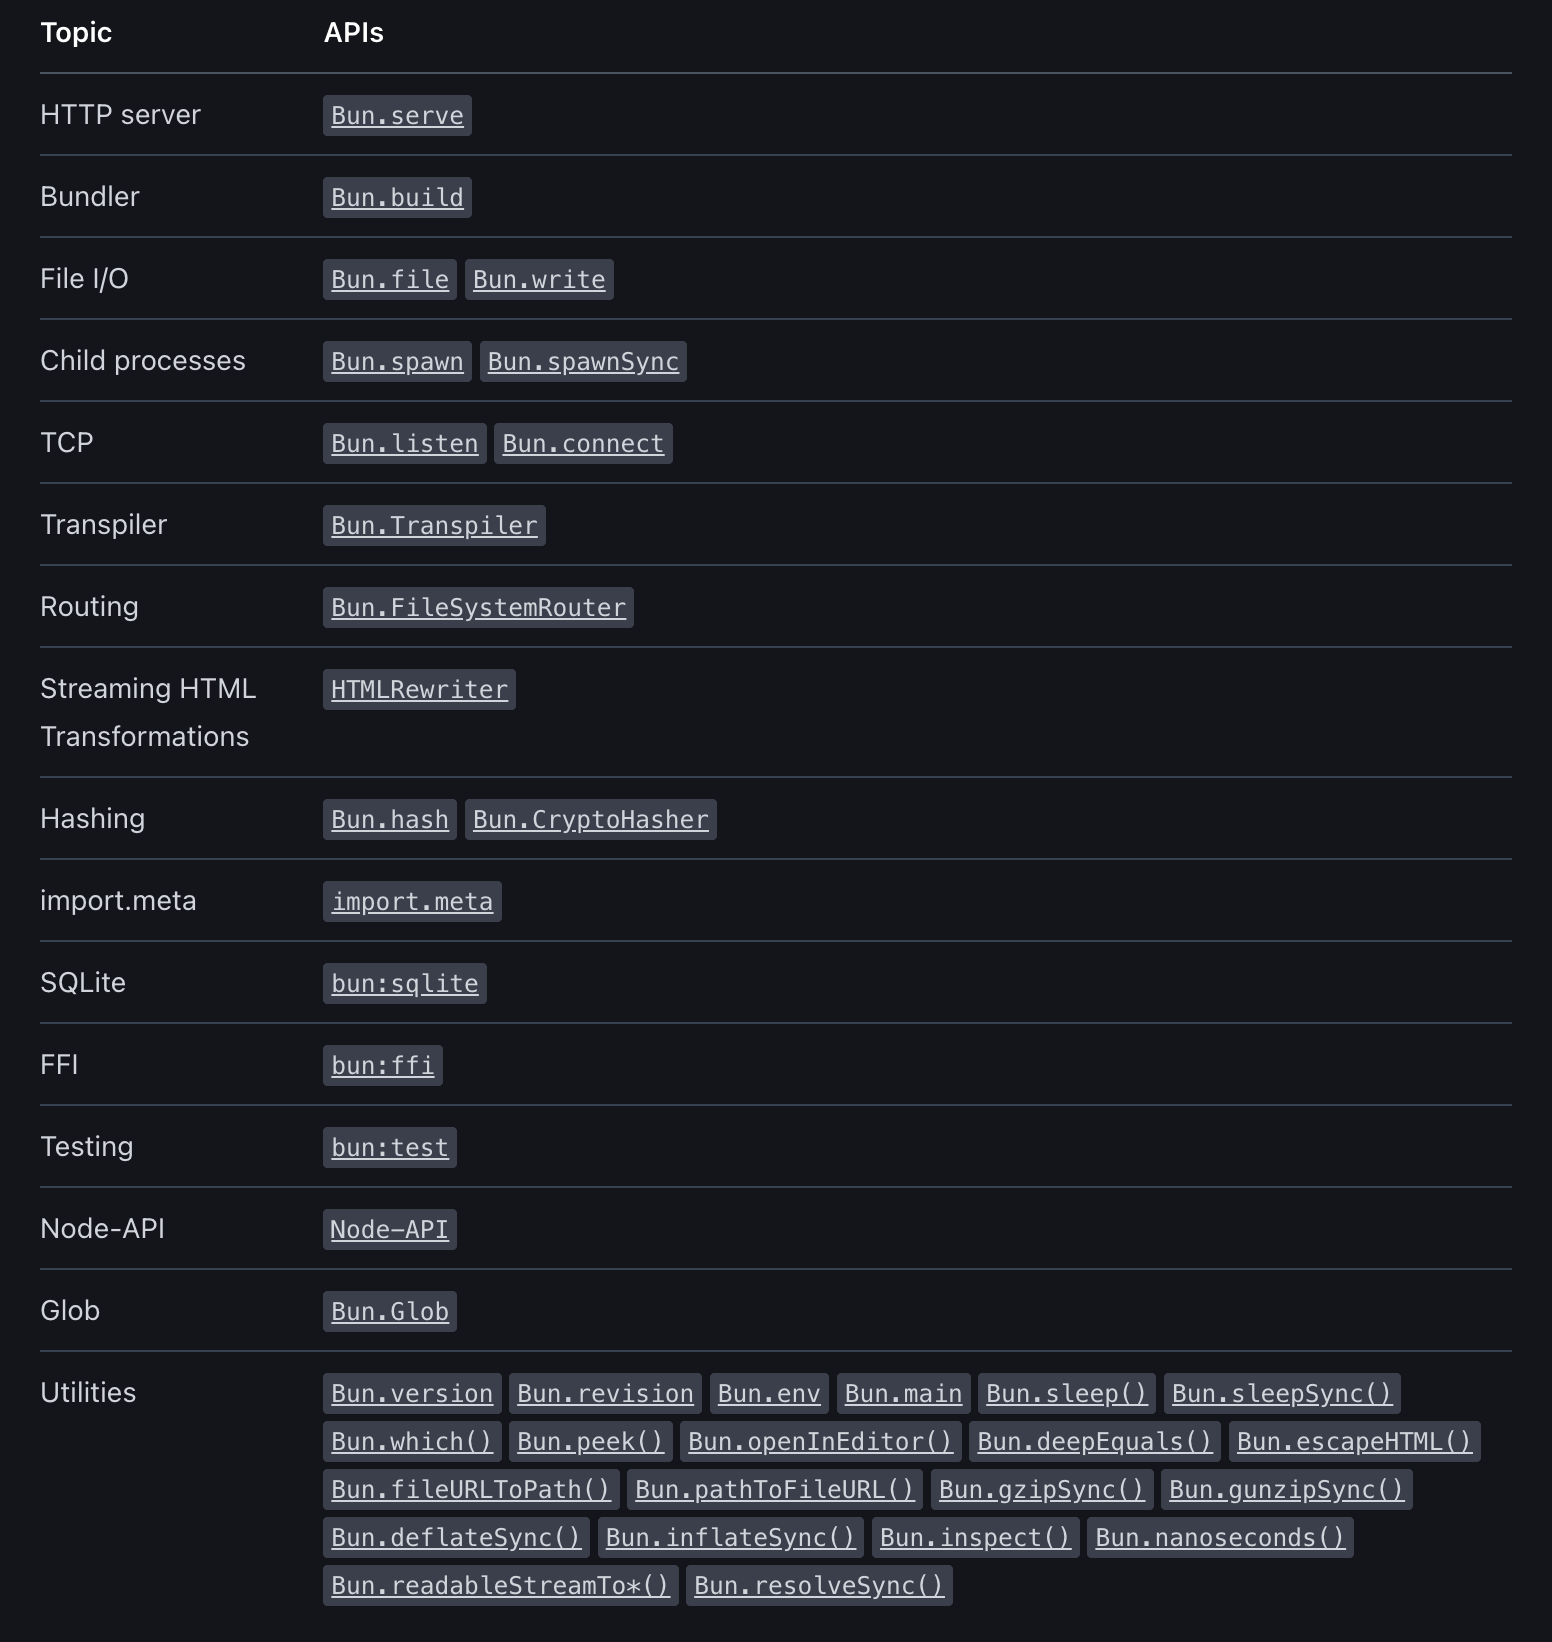 Topic APIs
HTTP server Bun.serve
Bundler Bun.build
File I/O Bun.file Bun.write
Child processes Bun.spawn Bun.spawnSync
TCP Bun.listen Bun.connect
Transpiler Bun.Transpiler
Routing Bun.FileSystemRouter
Streaming HTML HTMLRewriter
Transformations
Hashing Bun.hash Bun.CryptoHasher
import.meta import.meta
SQLite bun:sqlite
FFI bun:ffi
Testing bun:test
Node-API Node-API
Glob Bun.Glob
Utilities Bun.version Bun.revision Bun.env Bun.main Bun.sleep() Bun.sleepSync()
Bun.which() Bun.peek() Bun.openInEditor() Bun.deepEquals() Bun.escapeHTML()
Bun.fileURLToPath() Bun.pathToFileURL() Bun.gzipSync() Bun.gunzipSync()
Bun.deflateSync() Bun.inflateSync() Bun.inspect() Bun.nanoseconds()
Bun.readableStreamTo*() Bun.resolveSync()